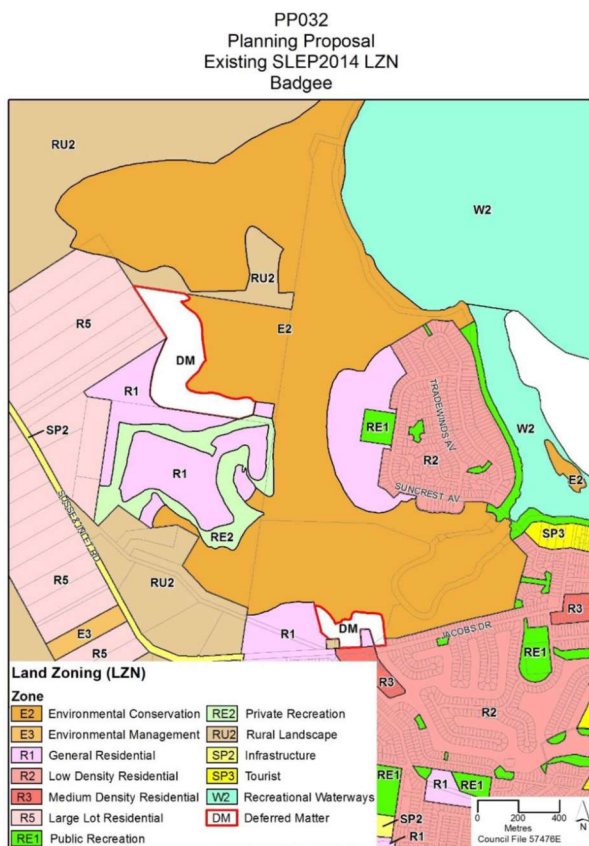 PP032
Planning Proposal
Existing SLEP2014 LZN
Badgee
RU2
W2
RU2
R5
E2
DM
R1
TRADEWINDS AV
SP2
RE1
W2
R1
R2
E2
SUNCREST AV
SUSSEX INLET RD
RE2
SP3
RU2
R5
R3
E3
R1
DM
JACOBS DR
RE1
R5
R3
R2
Land Zoning (LZN)
Zone
E2 Environmental Conservation
E3 Environmental Management
R1 General Residential
R2 Low Density Residential
R3 Medium Density Residential
R5 Large Lot Residential
RE1 Public Recreation
RE2 Private Recreation
RU2 Rural Landscape
SP2 Infrastructure
SP3 Tourist
W2 Recreational Waterways
DM Deferred Matter
RE1
R1
RE1
SP2
R1
0 200 400
Metres
N
Council File 57476E